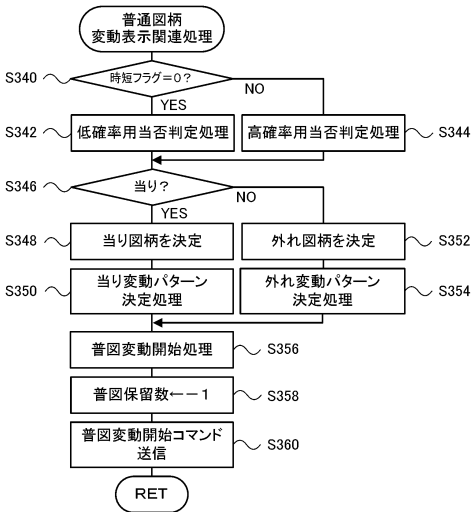 普通図柄
変動表示関連処理
S340
時短フラグ=0?
NO
YES
S342
低確率用当否判定処理
高確率用当否判定処理
S344
S346
当り?
NO
YES
S348
当り図柄を決定
外れ図柄を決定
S352
S350
当り変動パターン
決定処理
外れ変動パターン
決定処理
S354
普図変動開始処理
S356
普図保留数←－1
S358
普図変動開始コマンド
送信
S360
RET